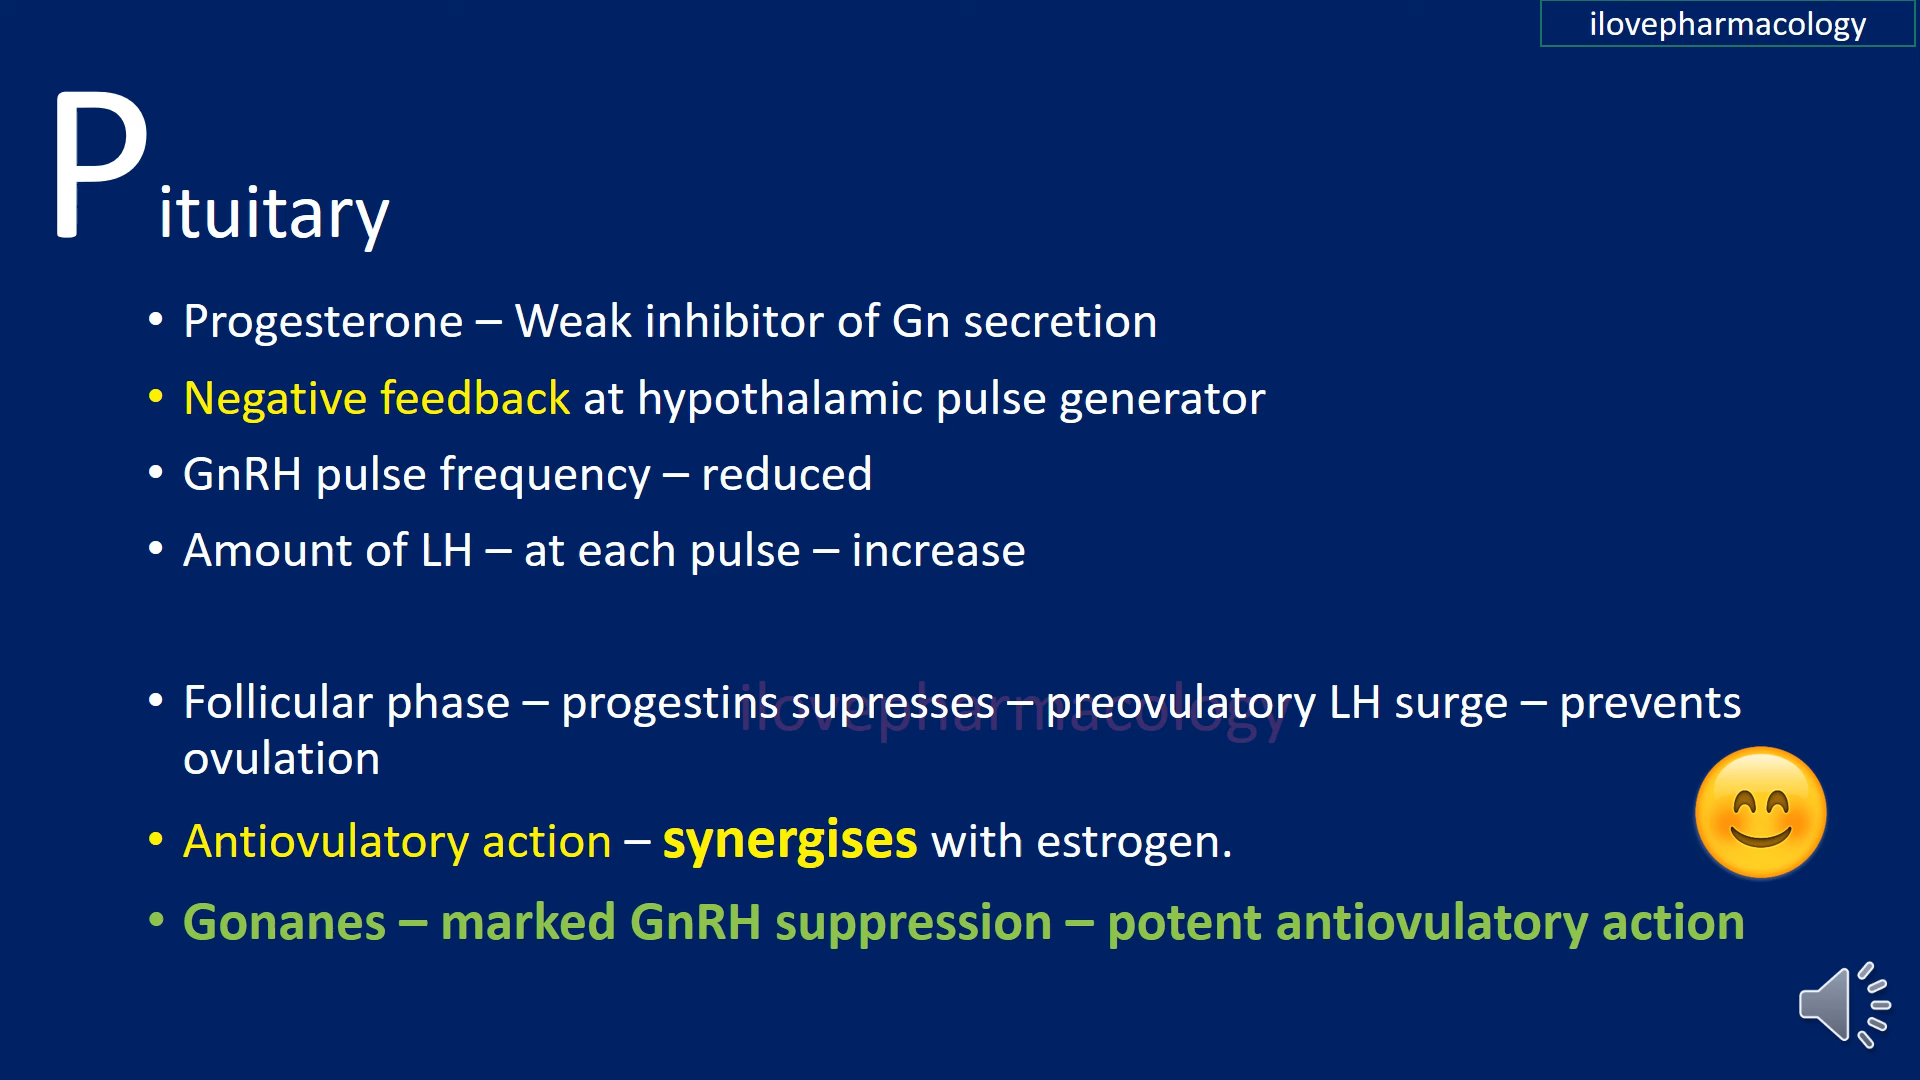 ilovepharmacology
Pituitary
• Progesterone – Weak inhibitor of Gn secretion
• Negative feedback at hypothalamic pulse generator
• GnRH pulse frequency – reduced
• Amount of LH – at each pulse – increase
• Follicular phase – progestins supresses – preovulatory LH surge – prevents
ovulation
ilovepharmacology
• Antiovulatory action – synergises with estrogen.
• Gonanes – marked GnRH suppression – potent antiovulatory action